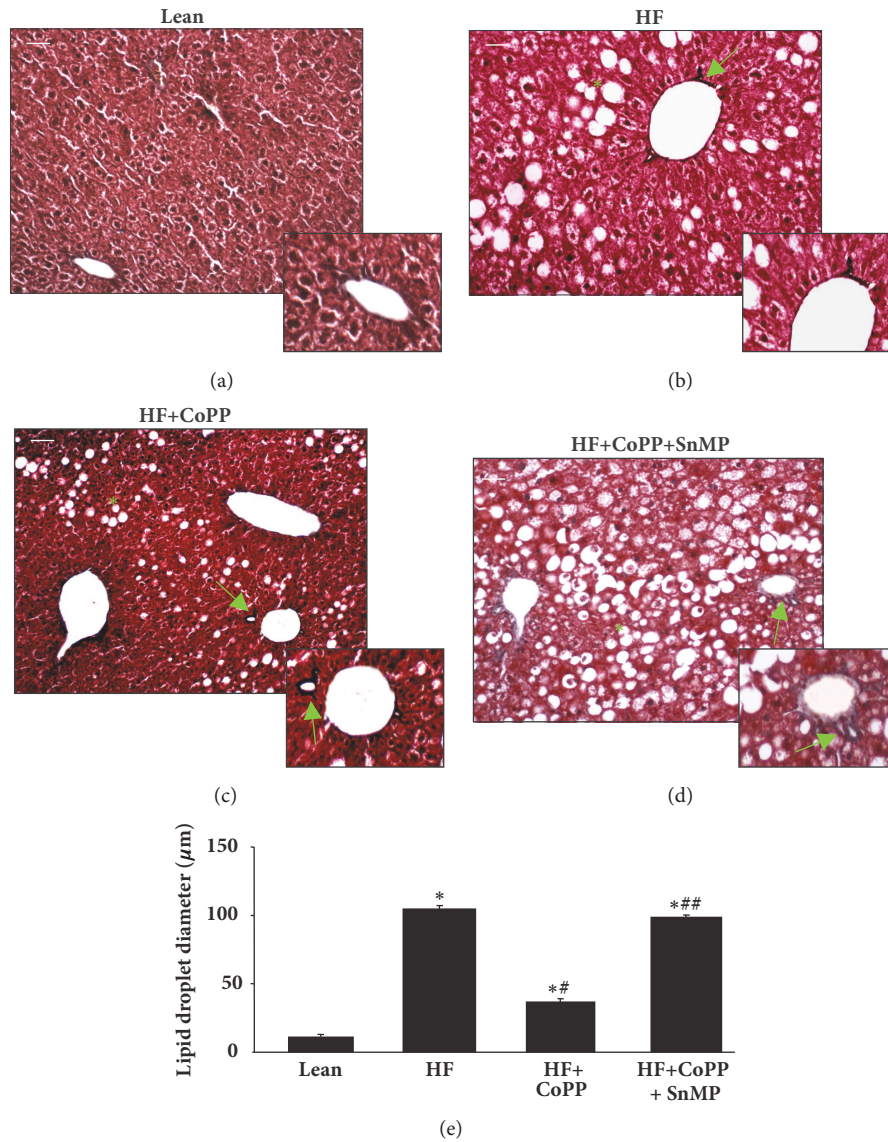 Lean
HF
(a)
(b)
HF+CoPP
HF+CoPP+SnMP
*
*
*
(c)
(d)
Lipid droplet diameter (μm)
150
100
50
0
*
*#
*##
Lean
HF
HF+
CoPP
HF+CoPP
+ SnMP
(e)